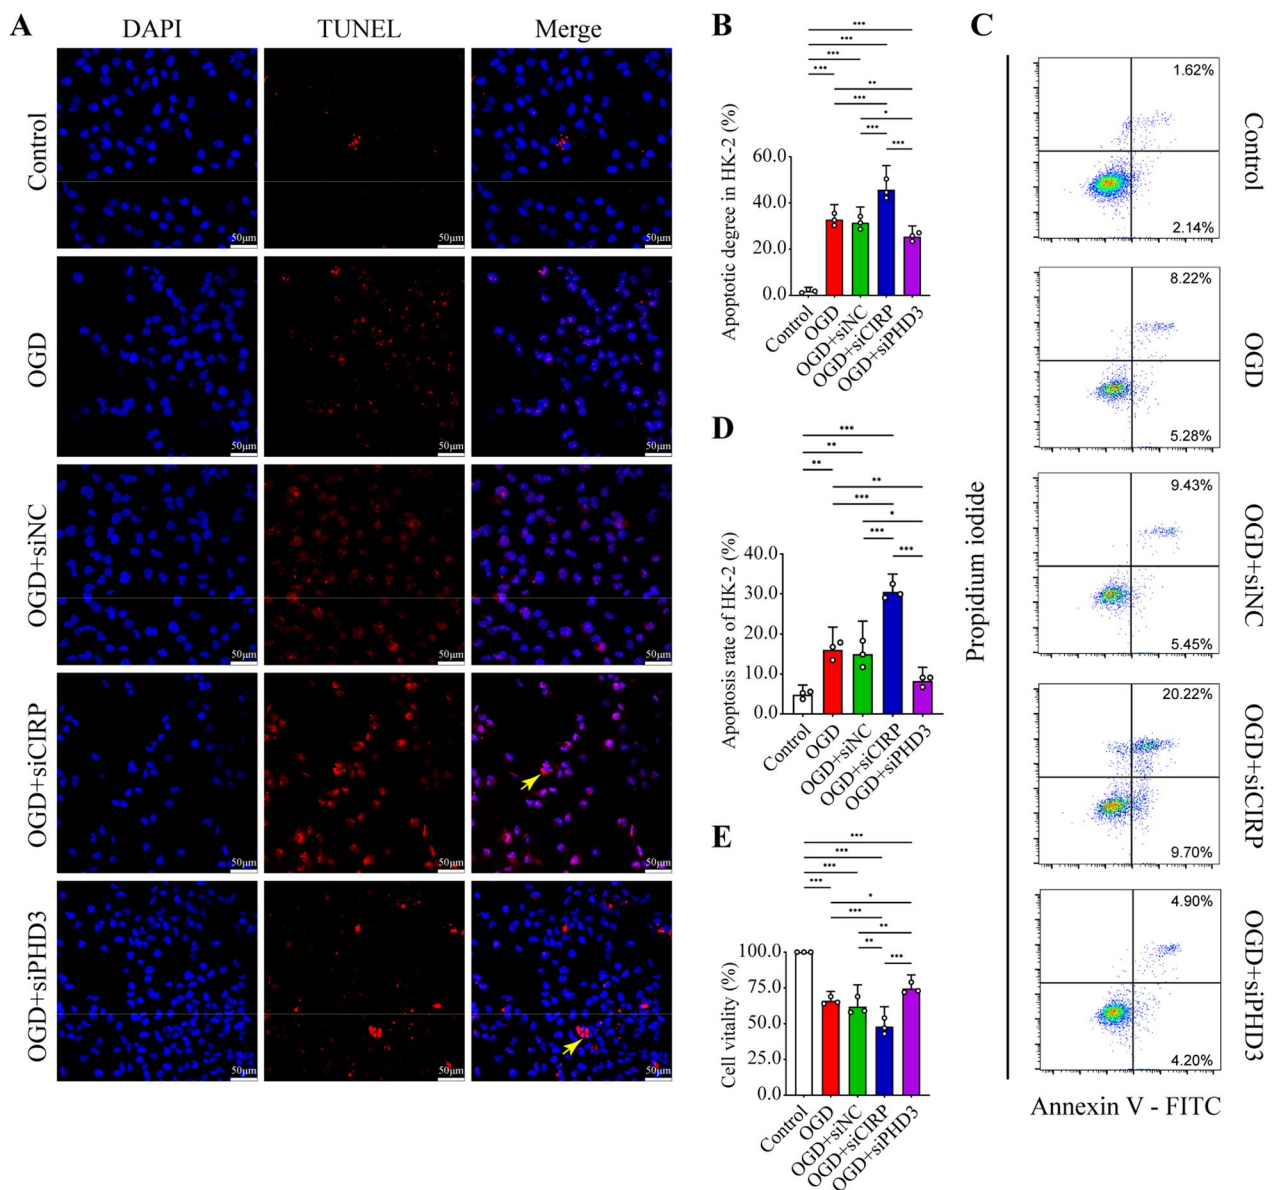 A
DAPI TUNEL Merge
Control
50μm 50μm 50μm
OGD
50μm 50μm 50μm
OGD+siNC
50μm 50μm 50μm
OGD+siCIRP
50μm 50μm 50μm
OGD+siPHD3
50μm 50μm 50μm
B
***
***
***
***
**
***
*
***
***
Apoptotic degree in HK-2 (%)
60.0
40.0
20.0
0.0
Control
OGD
OGD+siNC
OGD+siCIRP
OGD+siPHD3
D
***
**
**
**
***
*
***
***
Apoptosis rate of HK-2 (%)
40.0
30.0
20.0
10.0
0.0
Control
OGD
OGD+siNC
OGD+siCIRP
OGD+siPHD3
E
***
***
***
***
*
***
**
**
***
Cell vitality (%)
100.0
75.0
50.0
25.0
0.0
Control
OGD
OGD+siNC
OGD+siCIRP
OGD+siPHD3
C
Propidium iodide
1.62%
2.14%
Control
8.22%
5.28%
OGD
9.43%
5.45%
OGD+siNC
20.22%
9.70%
OGD+siCIRP
4.90%
4.20%
OGD+siPHD3
Annexin V - FITC